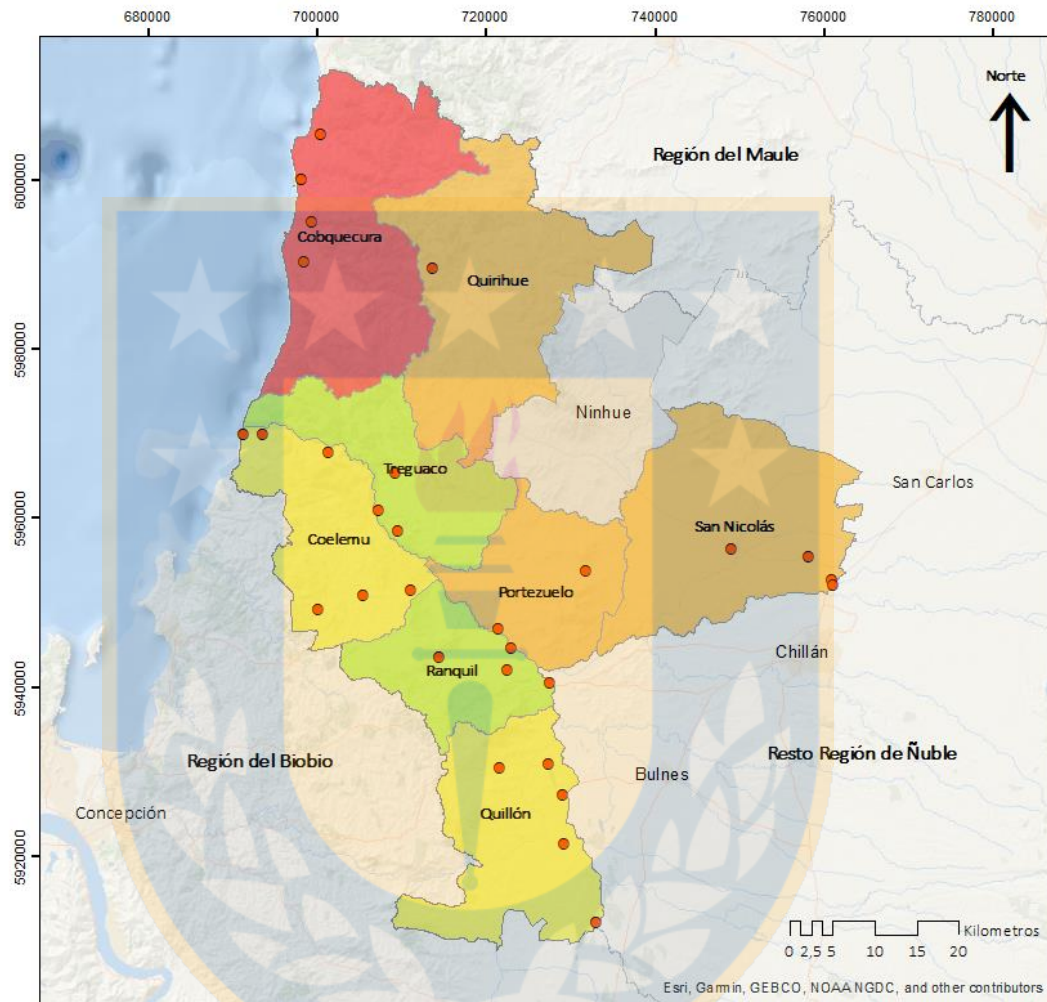 680000 700000 720000 740000 760000 780000
Norte
Región del Maule
6000000
Cobquecura
Quirihue
5980000
Ninhue
Treguaco
San Carlos
5960000
San Nicolás
Coelemu
Portezuelo
Chillán
Ranquil
5940000
Región del Biobio
Resto Región de Ñuble
Bulnes
Concepción
Quillón
5920000
Kilometros
0 2,5 5 10 15 20
Esri, Garmin, GEBCO, NOAA NGDC, and other contributors